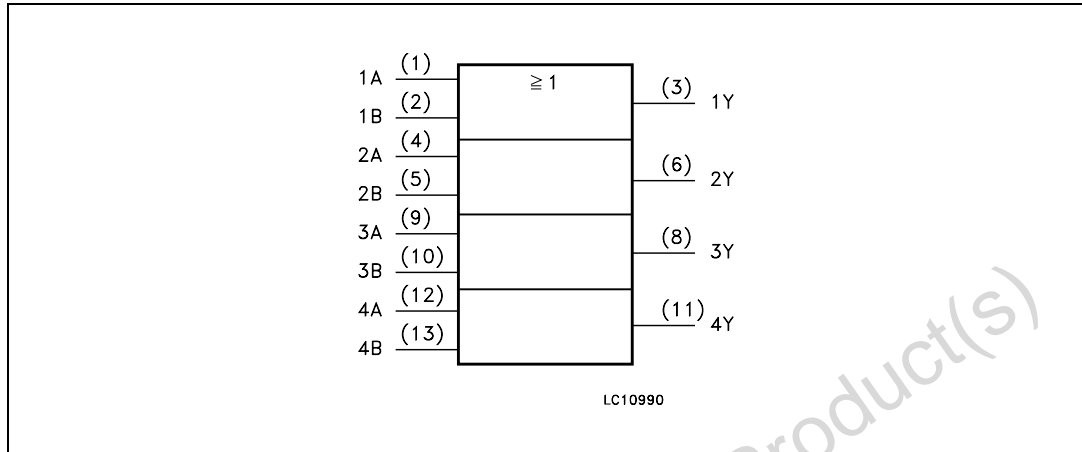 ≧ 1
1A (1)
1B (2)
2A (4)
2B (5)
3A (9)
3B (10)
4A (12)
4B (13)
(3) 1Y
(6) 2Y
(8) 3Y
(11) 4Y
LC10990
Product(s)